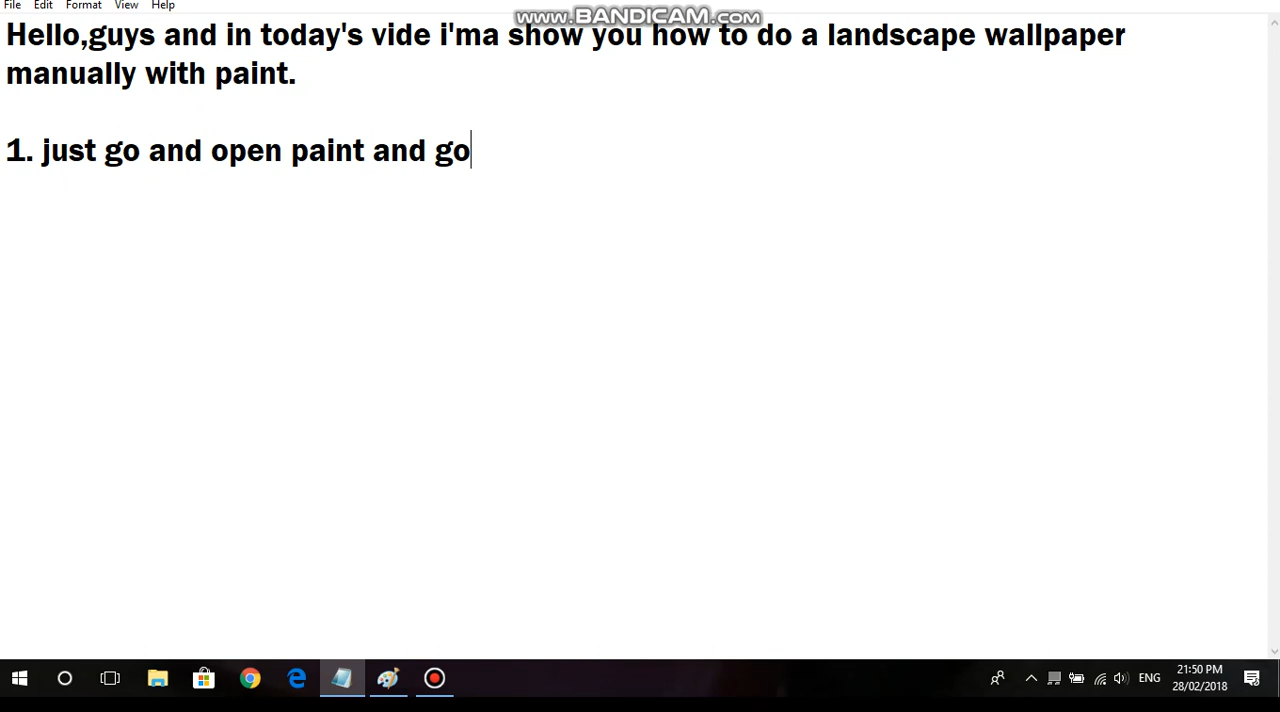 File Edit Format View Help
www.BANDICAM.com
Hello,guys and in today's vide i'ma show you how to do a landscape wallpaper
manually with paint.
1. just go and open paint and go
ENG
21:50 PM
28/02/2018